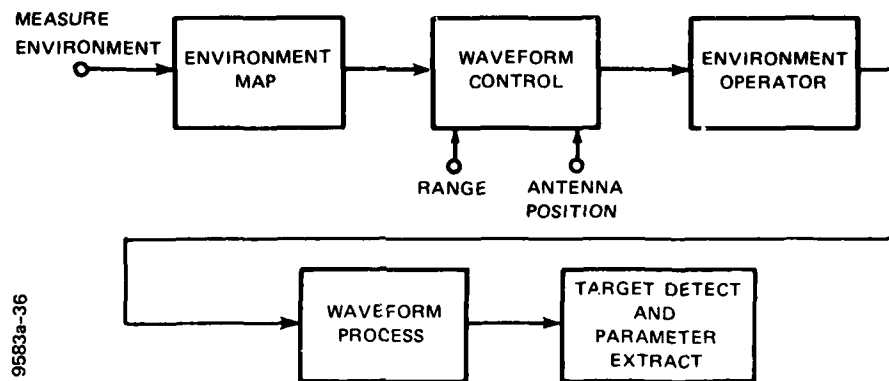 MEASURE
ENVIRONMENT
ENVIRONMENT
MAP
WAVEFORM
CONTROL
ENVIRONMENT
OPERATOR
RANGE
ANTENNA
POSITION
WAVEFORM
PROCESS
TARGET DETECT
AND
PARAMETER
EXTRACT
9583a-36